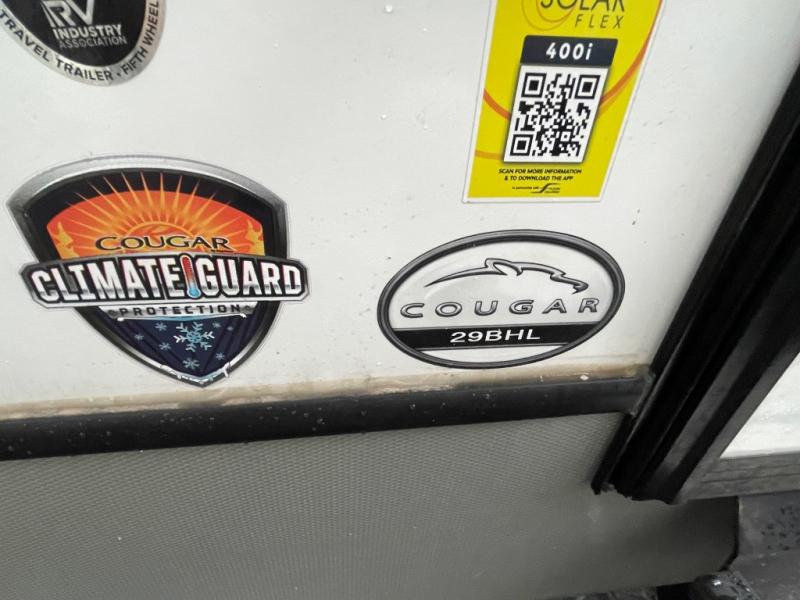 RV
INDUSTRY
ASSOCIATION
TRAVEL TRAILER • FIFTH WHEEL
SOLAR
FLEX
400i
SCAN FOR MORE INFORMATION
& TO DOWNLOAD THE APP
COUGAR
CLIMATE GUARD
PROTECTION
COUGAR
29BHL